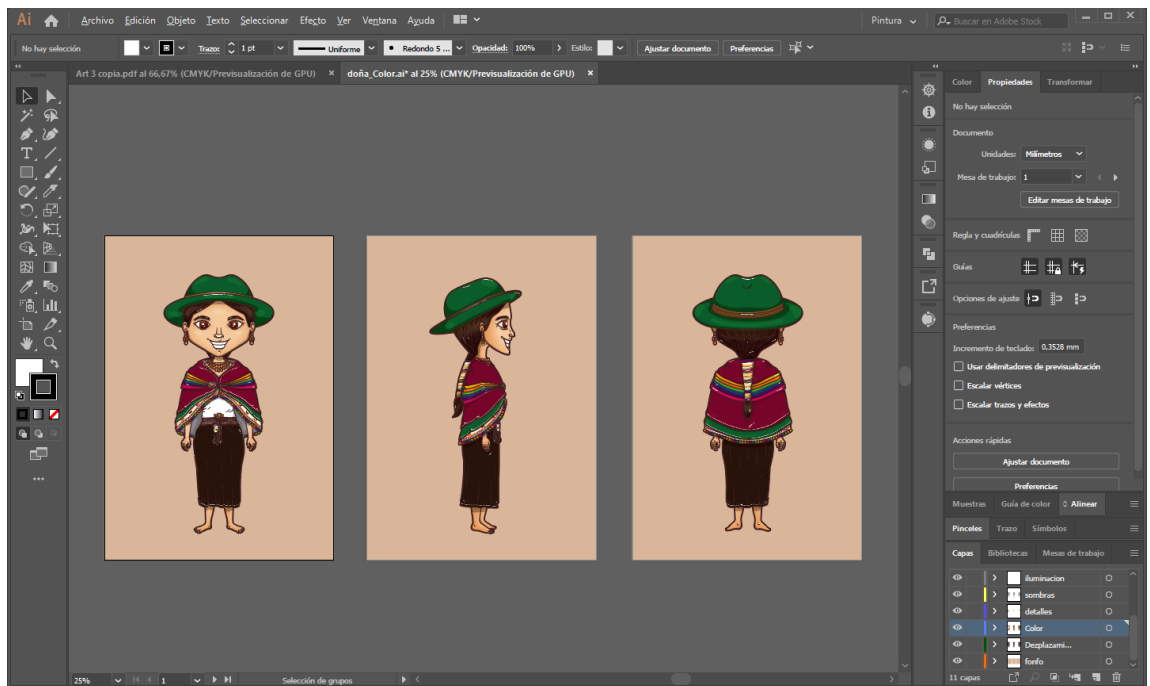 Ai Archivo Edición Objeto Texto Seleccionar Efecto Ver Ventana Ayuda Pintura Buscar en Adobe Stock
No hay selección Trazo: 1 pt Uniforme Redondo 5 ... Opacidad: 100% Estilo: Ajustar documento Preferencias
Art 3 copia.pdf al 66,67% (CMYK/Previsualización de GPU) × doña_Color.ai* al 25% (CMYK/Previsualización de GPU) ×
Color Propiedades Transformar
No hay selección
Documento
Unidades: Milímetros
Mesa de trabajo: 1
Editar mesas de trabajo
Regla y cuadrículas
Guías
Opciones de ajuste
Preferencias
Incremento de teclado: 0,3528 mm
Usar delimitadores de previsualización
Escalar vértices
Escalar trazos y efectos
Acciones rápidas
Ajustar documento
Preferencias
Muestras Guía de color Alinear
Pinceles Trazo Símbolos
Capas Bibliotecas Mesas de trabajo
iluminacion
sombras
detalles
Color
Dezplazami...
fonfo
11 capas
25% 1 Selección de grupos